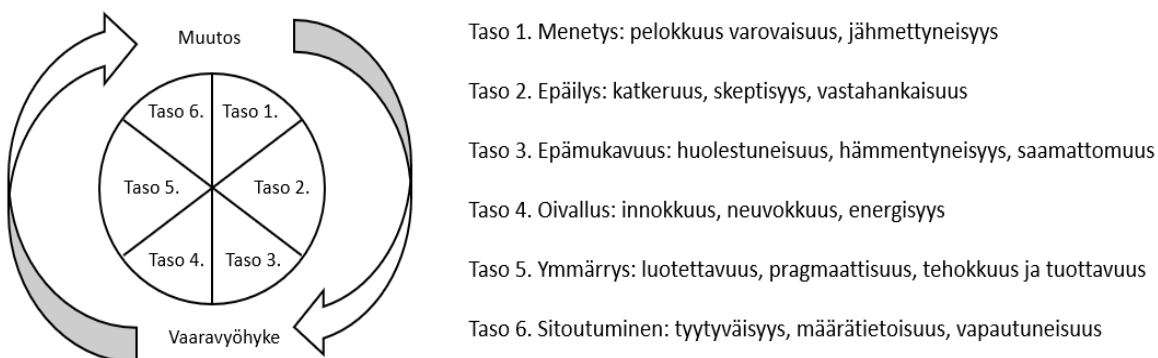 Muutos
Taso 6.
Taso 1.
Taso 5.
Taso 2.
Taso 4.
Taso 3.
Vaaravyöhyke
Taso 1. Menetys: pelokkuus varovaisuus, jähmettyneisyys
Taso 2. Epäilys: katkeruus, skeptisyys, vastahankaisuus
Taso 3. Epämukavuus: huolestuneisuus, hämmentyneisyys, saamattomuus
Taso 4. Oivallus: innokkuus, neuvokkuus, energisyys
Taso 5. Ymmärrys: luotettavuus, pragmaattisuus, tehokkuus ja tuottavuus
Taso 6. Sitoutuminen: tyytyväisyys, määrätietoisuus, vapautuneisuus